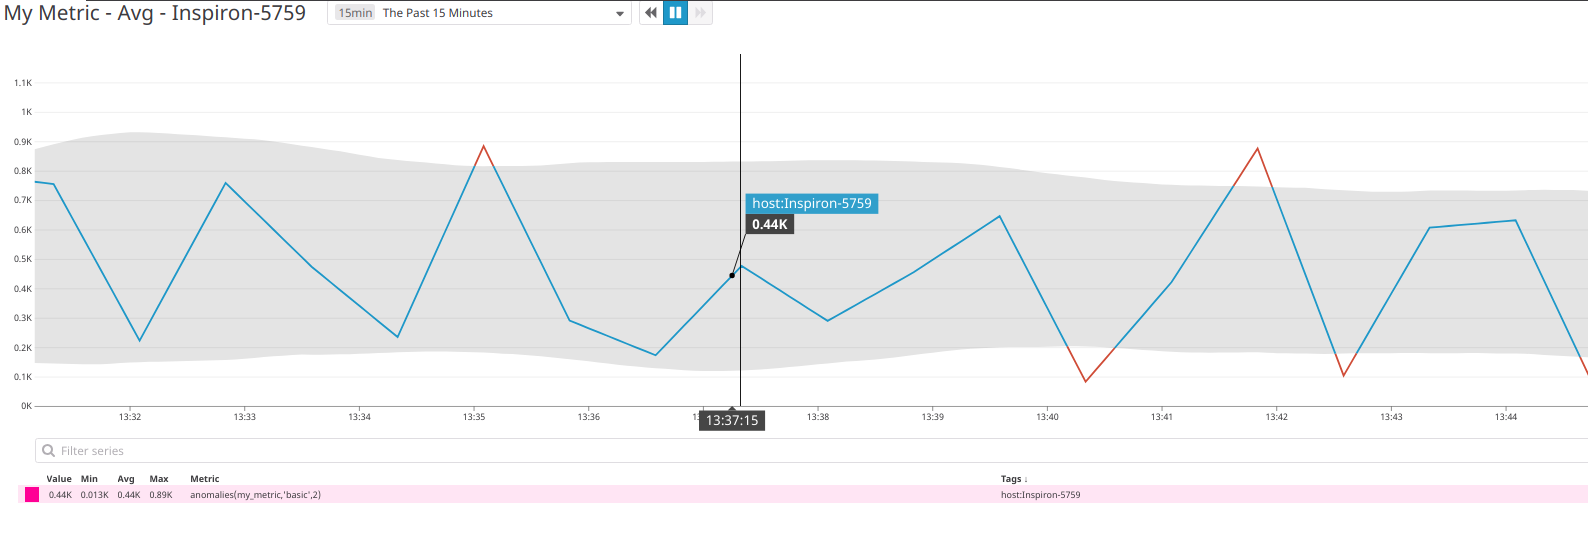 My Metric - Avg - Inspiron-5759 15min The Past 15 Minutes
1.1K
1K
0.9K
0.8K
0.7K
0.6K
0.5K
0.4K
0.3K
0.2K
0.1K
0K
host:Inspiron-5759
0.44K
13:32 13:33 13:34 13:35 13:36 13:38 13:39 13:40 13:41 13:42 13:43 13:44
13:37:15
Filter series
Value Min Avg Max Metric Tags ↓
0.44K 0.013K 0.44K 0.89K anomalies(my_metric,'basic',2) host:Inspiron-5759